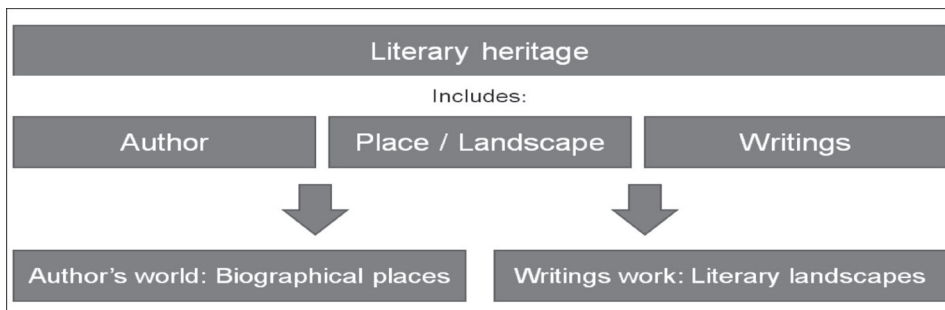 Literary heritage
Includes:
Author
Place / Landscape
Writings
Author's world: Biographical places
Writings work: Literary landscapes